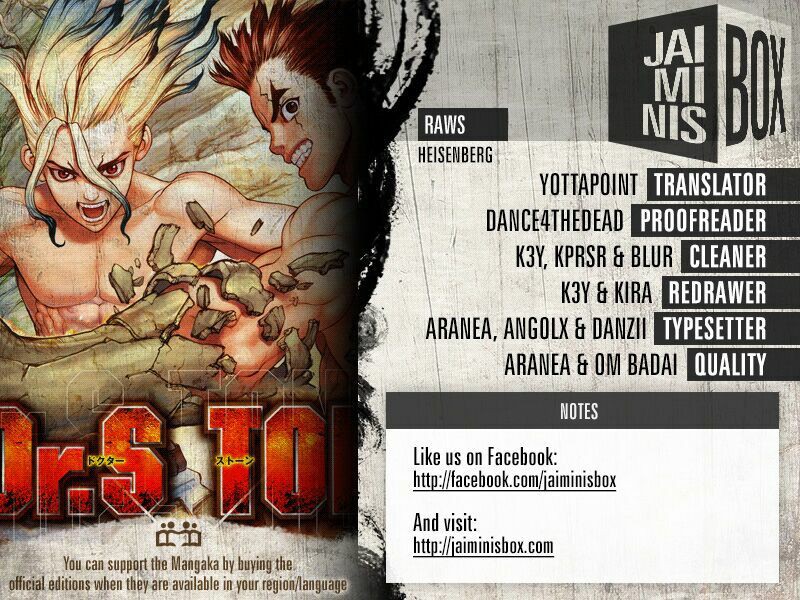 JAI
MI
NIS
BOX
RAWS
HEISENBERG
YOTTAPOINT TRANSLATOR
DANCE4THEDEAD PROOFREADER
K3Y, KPRSR & BLUR CLEANER
K3Y & KIRA REDRAWER
ARANEA, ANGOLX & DANZII TYPESETTER
ARANEA & OM BADAI QUALITY
NOTES
Like us on Facebook:
http://facebook.com/jaiminisbox
And visit:
http://jaiminisbox.com
Dr.STO
ドクター ストーン
You can support the Mangaka by buying the
official editions when they are available in your region/language